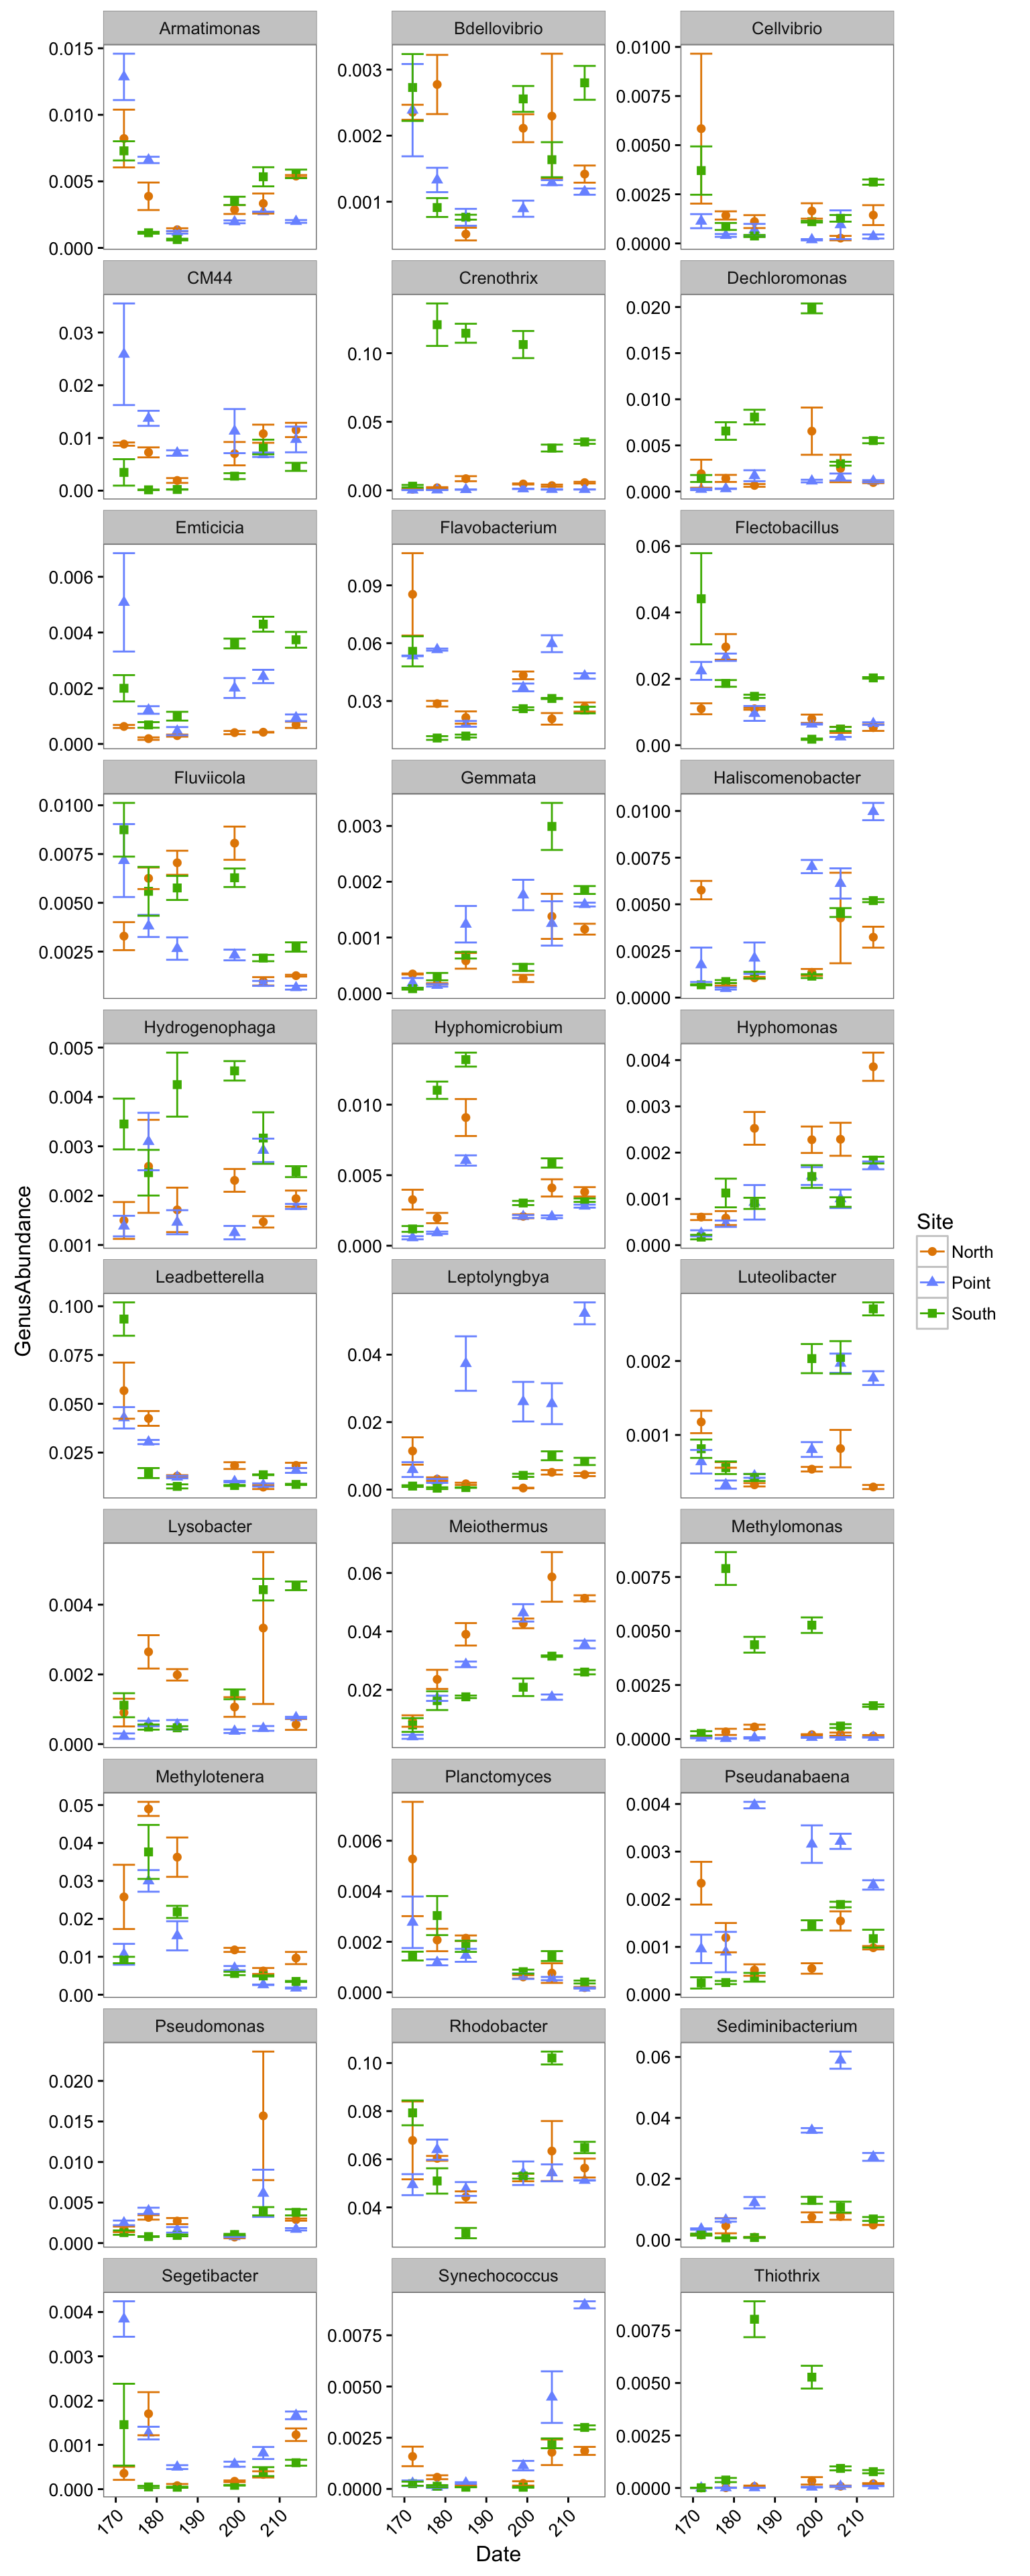 Armatimonas Bdellovibrio Cellvibrio
0.015 0.010 0.005 0.000
0.003 0.002 0.001
0.0100 0.0075 0.0050 0.0025 0.0000
CM44 Crenothrix Dechloromonas
0.03 0.02 0.01 0.00
0.10 0.05 0.00
0.020 0.015 0.010 0.005 0.000
Emticicia Flavobacterium Flectobacillus
0.006 0.004 0.002 0.000
0.09 0.06 0.03
0.06 0.04 0.02 0.00
Fluviicola Gemmata Haliscomenobacter
0.0100 0.0075 0.0050 0.0025
0.003 0.002 0.001 0.000
0.0100 0.0075 0.0050 0.0025 0.0000
Hydrogenophaga Hyphomicrobium Hyphomonas
0.005 0.004 0.003 0.002 0.001
0.010 0.005 0.000
0.004 0.003 0.002 0.001 0.000
GenusAbundance
Site
North
Point
South
Leadbetterella Leptolyngbya Luteolibacter
0.100 0.075 0.050 0.025
0.04 0.02 0.00
0.002 0.001
Lysobacter Meiothermus Methylomonas
0.004 0.002 0.000
0.06 0.04 0.02
0.0075 0.0050 0.0025 0.0000
Methylotenera Planctomyces Pseudanabaena
0.05 0.04 0.03 0.02 0.01 0.00
0.006 0.004 0.002 0.000
0.004 0.003 0.002 0.001 0.000
Pseudomonas Rhodobacter Sediminibacterium
0.020 0.015 0.010 0.005 0.000
0.10 0.08 0.06 0.04
0.06 0.04 0.02 0.00
Segetibacter Synechococcus Thiothrix
0.004 0.003 0.002 0.001 0.000
0.0075 0.0050 0.0025 0.0000
0.0075 0.0050 0.0025 0.0000
170 180 190 200 210 170 180 190 200 210 170 180 190 200 210
Date